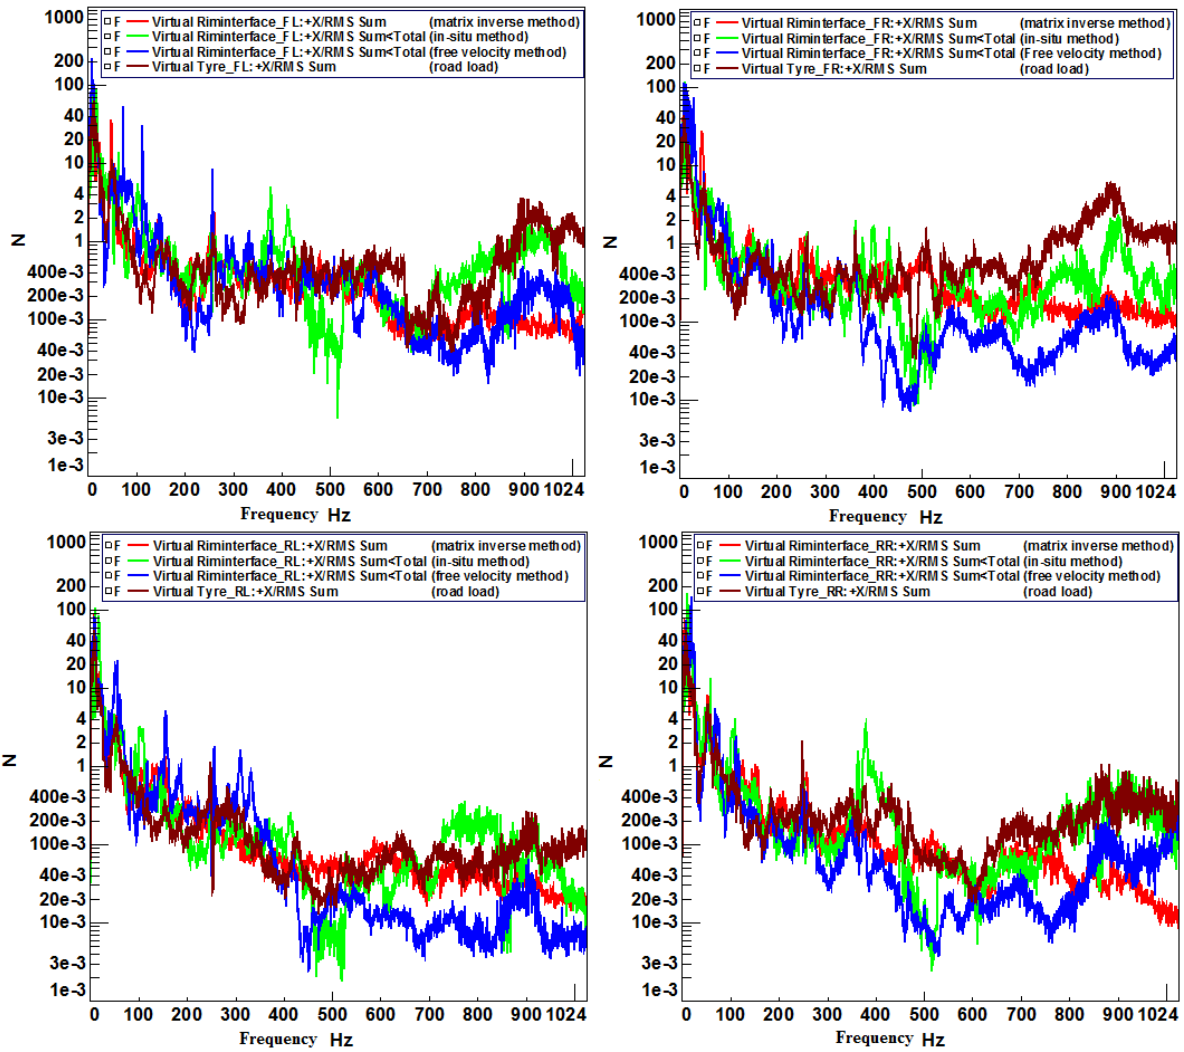 F Virtual Riminterface_FL:+X/RMS Sum (matrix inverse method)
F Virtual Riminterface_FL:+X/RMS Sum<Total (in-situ method)
F Virtual Riminterface_FL:+X/RMS Sum<Total (free velocity method)
F Virtual Tyre_FL:+X/RMS Sum (road load)
1000
200
100
40
20
10
4
2
1
400e-3
200e-3
100e-3
40e-3
20e-3
10e-3
3e-3
1e-3
N
0 100 200 300 400 500 600 700 800 900 1024
Frequency Hz
F Virtual Riminterface_FR:+X/RMS Sum (matrix inverse method)
F Virtual Riminterface_FR:+X/RMS Sum<Total (in-situ method)
F Virtual Riminterface_FR:+X/RMS Sum<Total (Free velocity method)
F Virtual Tyre_FR:+X/RMS Sum (road load)
1000
200
100
40
20
10
4
2
1
400e-3
200e-3
100e-3
40e-3
20e-3
10e-3
3e-3
1e-3
N
0 100 200 300 400 500 600 700 800 900 1024
Frequency Hz
F Virtual Riminterface_RL:+X/RMS Sum (matrix inverse method)
F Virtual Riminterface_RL:+X/RMS Sum<Total (in-situ method)
F Virtual Riminterface_RL:+X/RMS Sum<Total (free velocity method)
F Virtual Tyre_RL:+X/RMS Sum (road load)
1000
200
100
40
20
10
4
2
1
400e-3
200e-3
100e-3
40e-3
20e-3
10e-3
3e-3
1e-3
N
0 100 200 300 400 500 600 700 800 900 1024
Frequency Hz
F Virtual Riminterface_RR:+X/RMS Sum (matrix inverse method)
F Virtual Riminterface_RR:+X/RMS Sum<Total (in-situ method)
F Virtual Riminterface_RR:+X/RMS Sum<Total (free velocity method)
F Virtual Tyre_RR:+X/RMS Sum (road load)
1000
200
100
40
20
10
4
2
1
400e-3
200e-3
100e-3
40e-3
20e-3
10e-3
3e-3
1e-3
N
0 100 200 300 400 500 600 700 800 900 1024
Frequency Hz